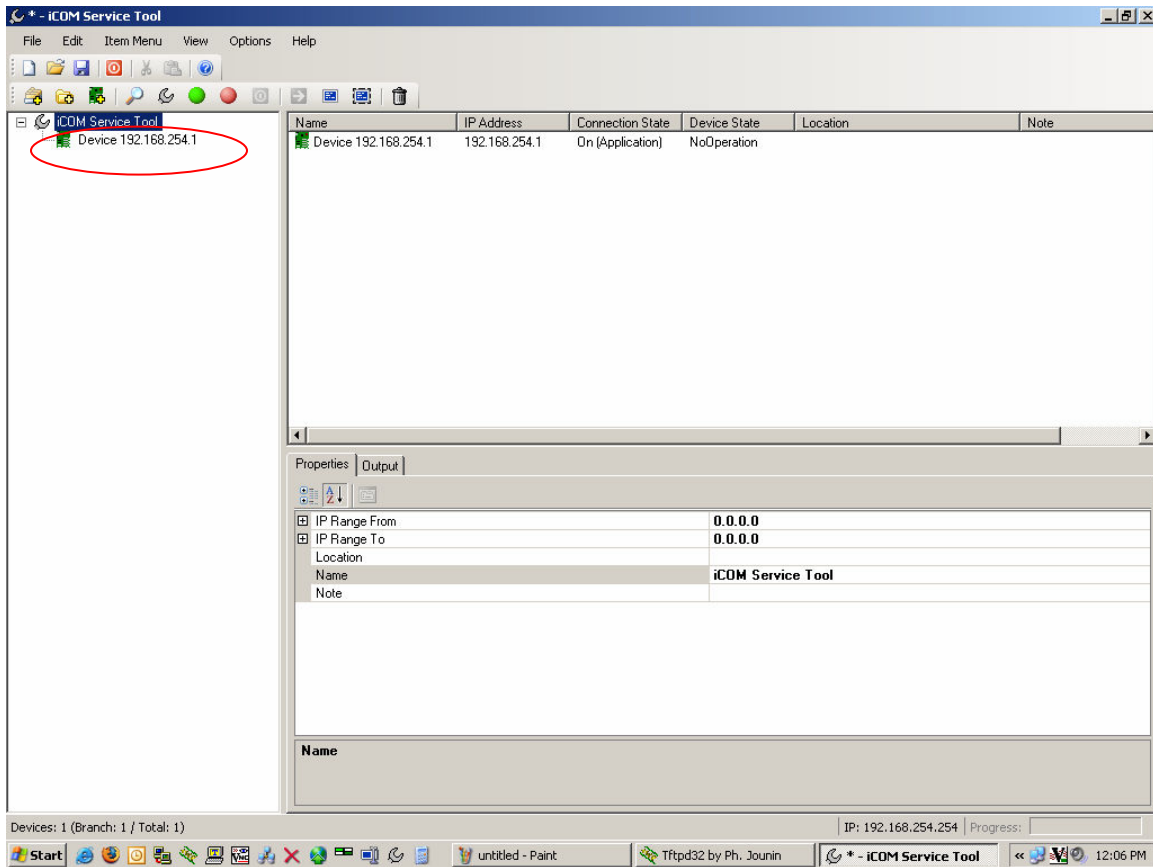 * - iCOM Service Tool
File Edit Item Menu View Options Help
iCOM Service Tool
Device 192.168.254.1
Name IP Address Connection State Device State Location Note
Device 192.168.254.1 192.168.254.1 On (Application) NoOperation
Properties Output
IP Range From 0.0.0.0
IP Range To 0.0.0.0
Location
Name iCOM Service Tool
Note
Name
Devices: 1 (Branch: 1 / Total: 1) IP: 192.168.254.254 Progress:
Start untitled - Paint Tftpd32 by Ph. Jounin * - iCOM Service Tool « 12:06 PM